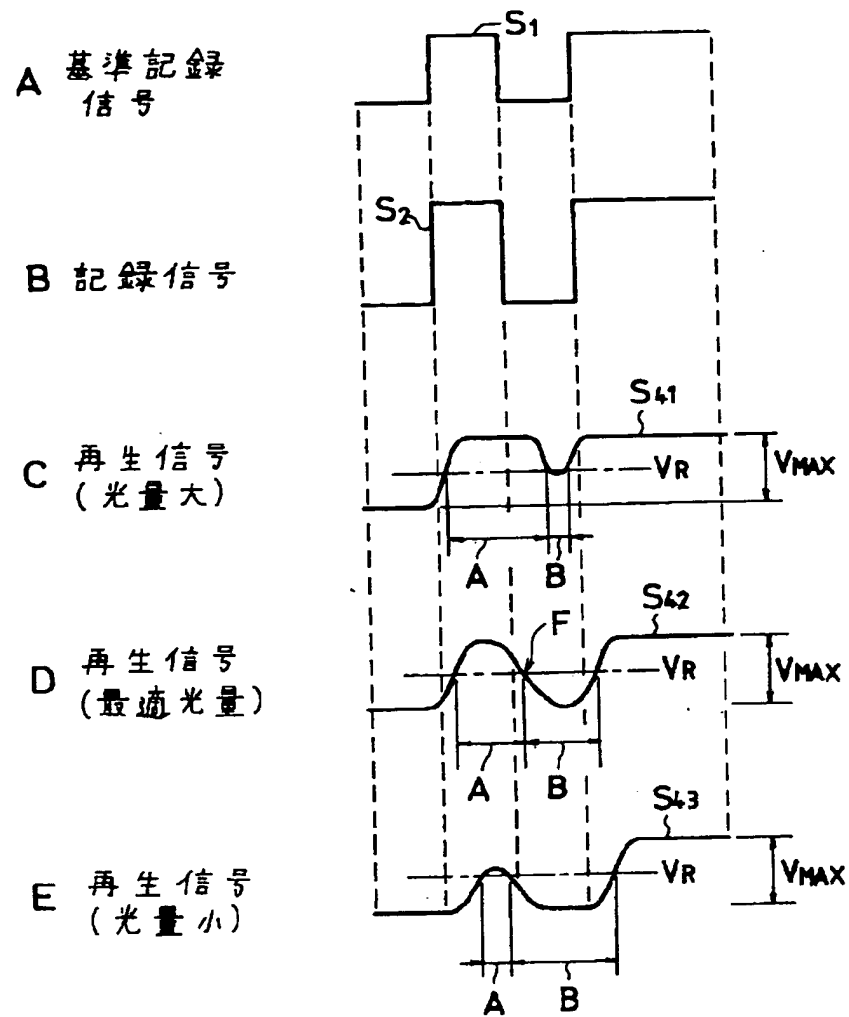 S1
A 基準記録
信号
S2
B 記録信号
S41
C 再生信号
(光量大)
VR
VMAX
A B
S42
F
D 再生信号
(最適光量)
VR
VMAX
A B
S43
E 再生信号
(光量小)
VR
VMAX
A B